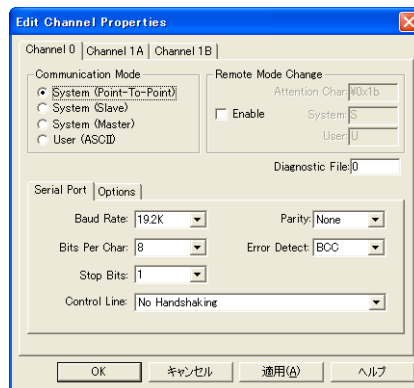 Edit Channel Properties
Channel 0 Channel 1A Channel 1B
Communication Mode
System (Point-To-Point)
System (Slave)
System (Master)
User (ASCII)
Remote Mode Change
Attention Char: ¥0x1b
Enable System: S
User: U
Diagnostic File: 0
Serial Port Options
Baud Rate: 19.2K Parity: None
Bits Per Char: 8 Error Detect: BCC
Stop Bits: 1
Control Line: No Handshaking
OK キャンセル 適用(A) ヘルプ